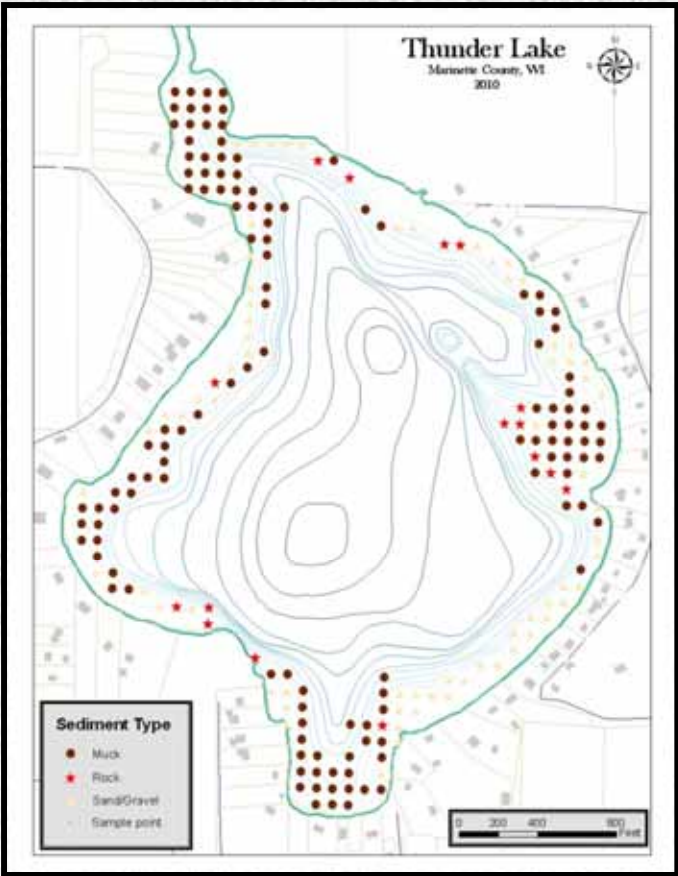 Thunder Lake
Marinette County, WI
2010
Sediment Type
Muck
Rock
Sand/Gravel
Sample point
0 200 400 800
Feet